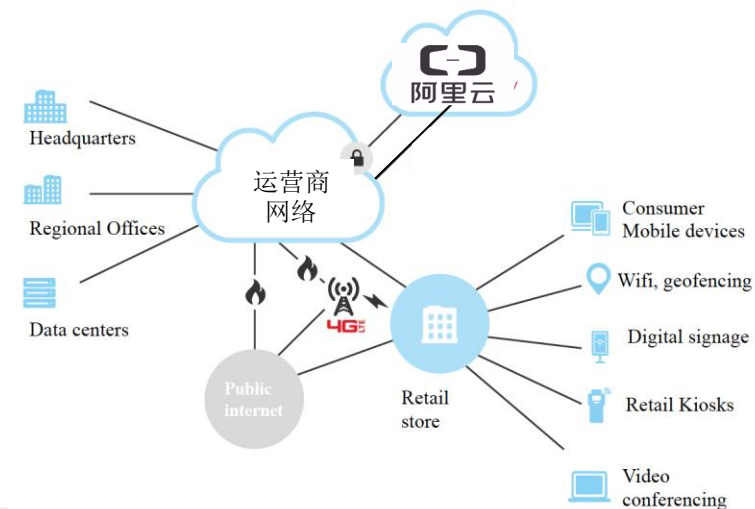 阿里云
Headquarters
运营商
网络
Regional Offices
Consumer
Mobile devices
Wifi, geofencing
Data centers
4G LTE
Digital signage
Public
internet
Retail
store
Retail Kiosks
Video
conferencing